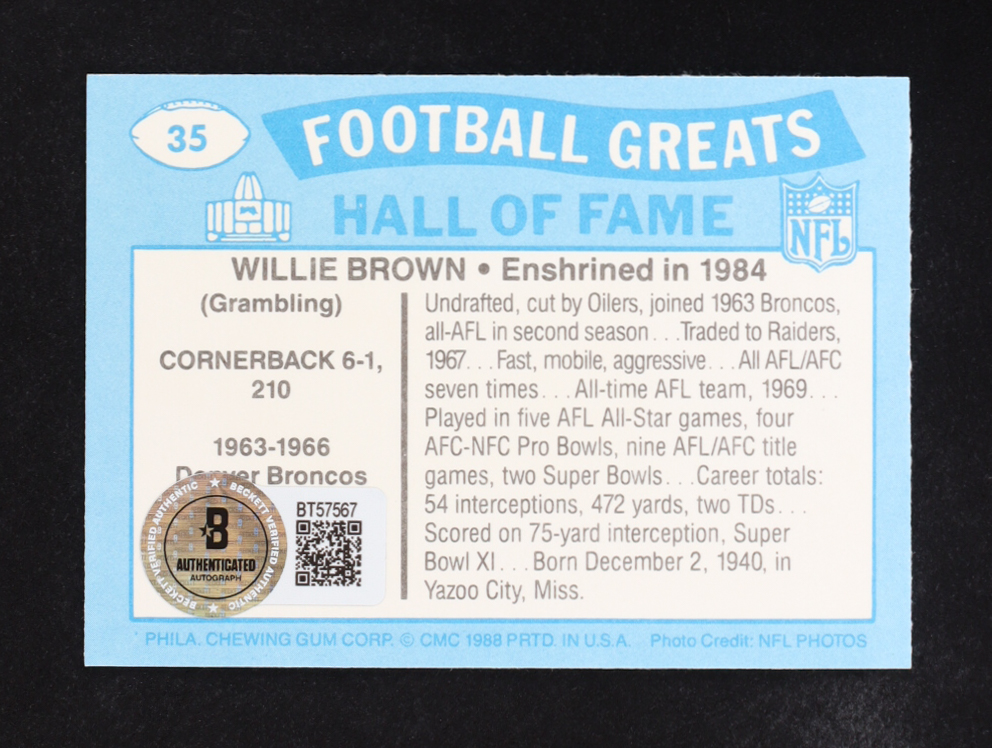 35
FOOTBALL GREATS
HALL OF FAME
NFL
WILLIE BROWN • Enshrined in 1984
(Grambling)
CORNERBACK 6-1,
210
1963-1966
Denver Broncos
Undrafted, cut by Oilers, joined 1963 Broncos,
all-AFL in second season . . . Traded to Raiders,
1967. . . Fast, mobile, aggressive. . . All AFL/AFC
seven times . . . All-time AFL team, 1969. . .
Played in five AFL All-Star games, four
AFC-NFC Pro Bowls, nine AFL/AFC title
games, two Super Bowls. . . Career totals:
54 interceptions, 472 yards, two TDs. . .
Scored on 75-yard interception, Super
Bowl XI . . . Born December 2, 1940, in
Yazoo City, Miss.
BECKETT VERIFIED AUTHENTIC ★ BECKETT VERIFIED AUTHENTIC ★
B
AUTHENTICATED
AUTOGRAPH
BT57567
PHILA. CHEWING GUM CORP. © CMC 1988 PRTD. IN U.S.A. Photo Credit: NFL PHOTOS